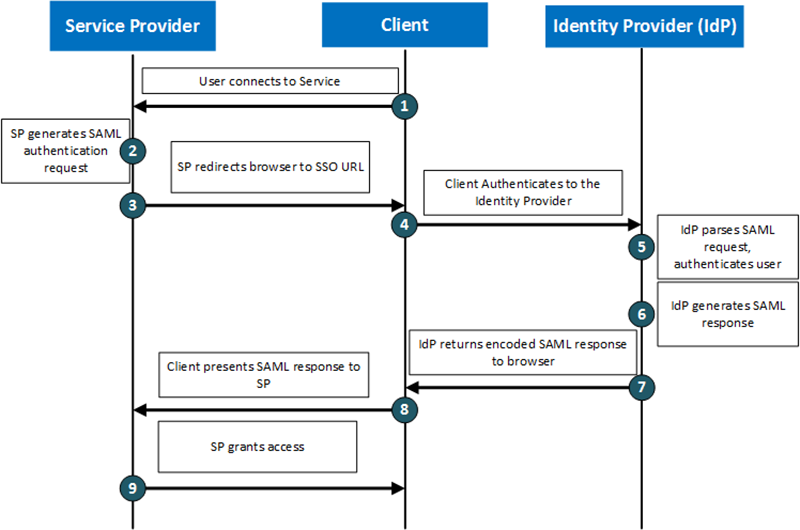 Service Provider
Client
Identity Provider (IdP)
User connects to Service
1
SP generates SAML
authentication
request
2
SP redirects browser to SSO URL
3
Client Authenticates to the
Identity Provider
4
5
IdP parses SAML
request,
authenticates user
6
IdP generates SAML
response
IdP returns encoded SAML response
to browser
7
Client presents SAML response to
SP
8
SP grants access
9